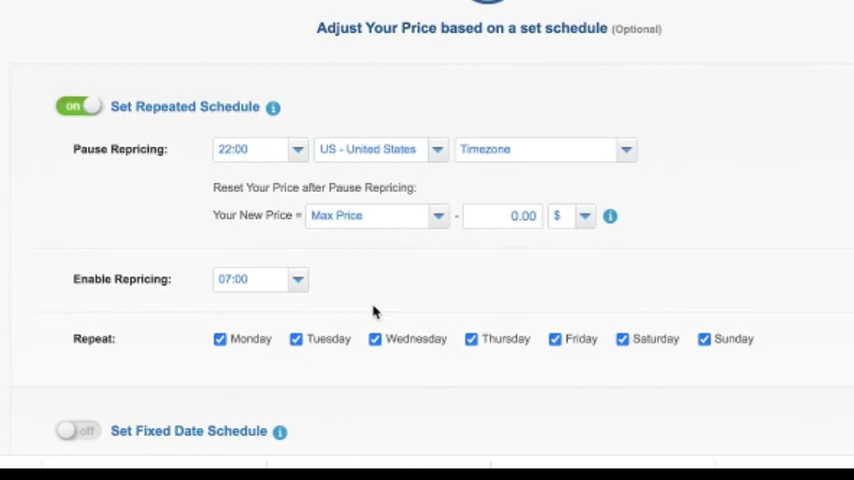 Adjust Your Price based on a set schedule (Optional)
on Set Repeated Schedule i
Pause Repricing: 22:00 US - United States Timezone
Reset Your Price after Pause Repricing:
Your New Price = Max Price - 0.00 $ i
Enable Repricing: 07:00
Repeat: Monday Tuesday Wednesday Thursday Friday Saturday Sunday
off Set Fixed Date Schedule i